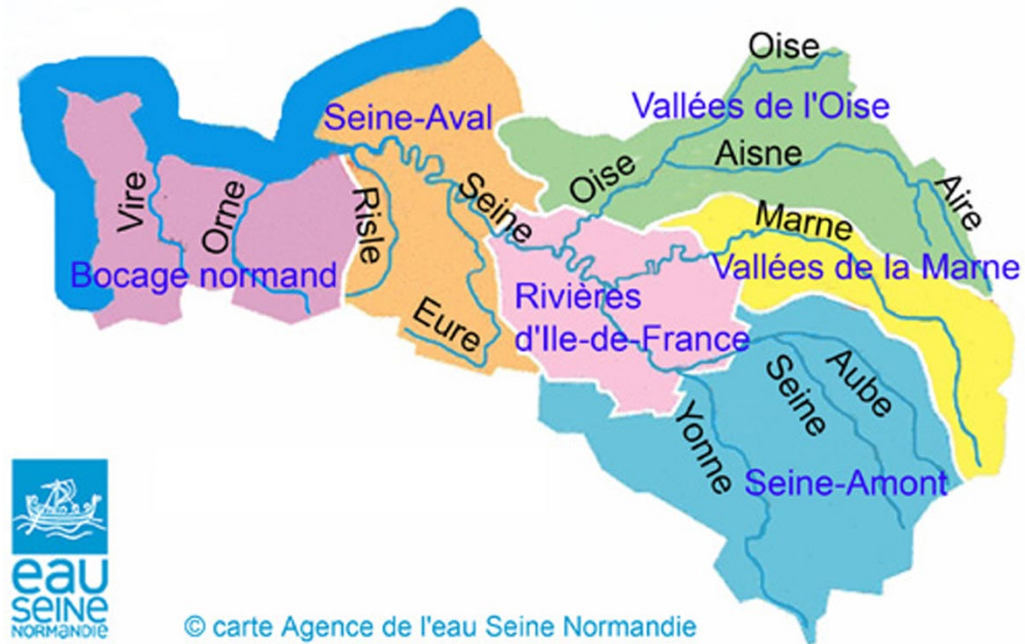 Oise
Vallées de l'Oise
Seine-Aval
Aisne
Oise
Aire
Vire
Orne
Risle
Seine
Marne
Bocage normand
Vallées de la Marne
Rivières
d'Ile-de-France
Eure
Seine
Aube
Yonne
Seine-Amont
eau
SEINE
NORMANDIE
© carte Agence de l'eau Seine Normandie